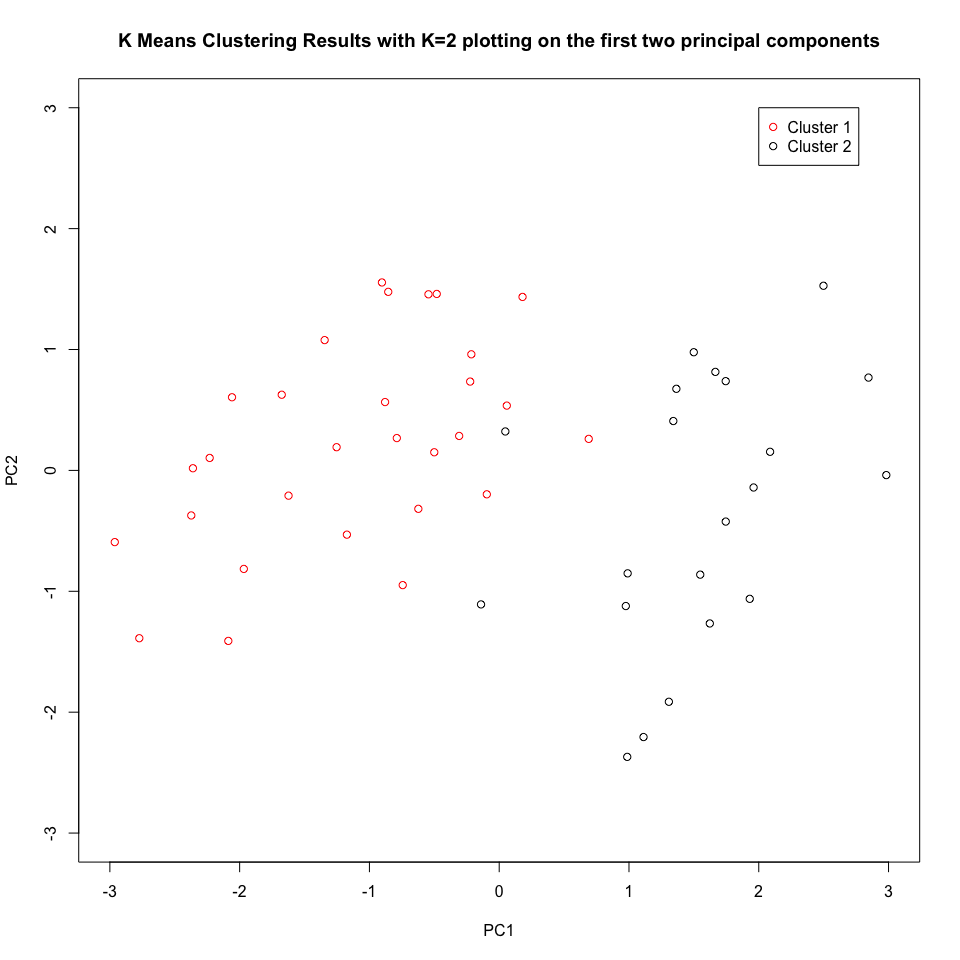 K Means Clustering Results with K=2 plotting on the first two principal components
3
Cluster 1
Cluster 2
2
1
0
-1
-2
-3
PC2
-3 -2 -1 0 1 2 3
PC1